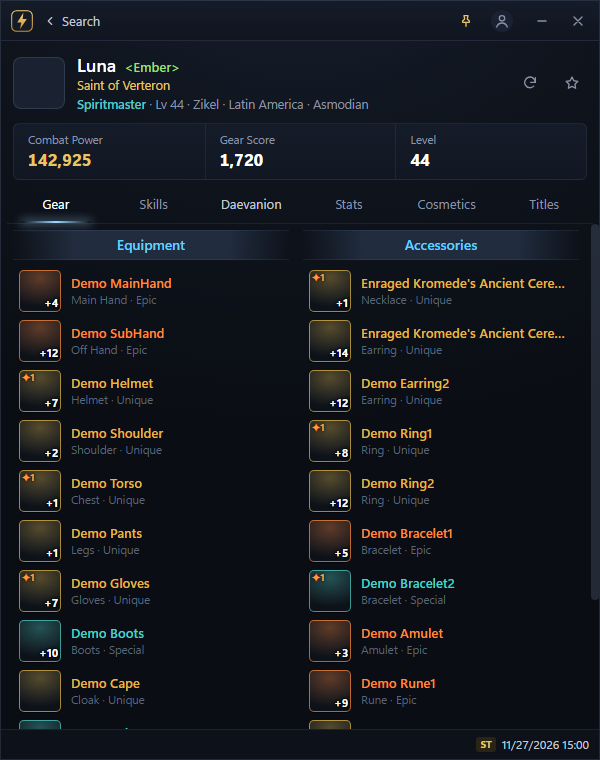 Search
Luna <Ember>
Saint of Verteron
Spiritmaster · Lv 44 · Zikel · Latin America · Asmodian
Combat Power
142,925
Gear Score
1,720
Level
44
Gear
Skills
Daevanion
Stats
Cosmetics
Titles
Equipment
+4
Demo MainHand
Main Hand · Epic
+12
Demo SubHand
Off Hand · Epic
1
+7
Demo Helmet
Helmet · Unique
+2
Demo Shoulder
Shoulder · Unique
1
+1
Demo Torso
Chest · Unique
+1
Demo Pants
Legs · Unique
1
+7
Demo Gloves
Gloves · Unique
+10
Demo Boots
Boots · Special
Demo Cape
Cloak · Unique
Accessories
1
+1
Enraged Kromede's Ancient Cere...
Necklace · Unique
+14
Enraged Kromede's Ancient Cere...
Earring · Unique
+12
Demo Earring2
Earring · Unique
1
+8
Demo Ring1
Ring · Unique
+12
Demo Ring2
Ring · Unique
+5
Demo Bracelet1
Bracelet · Epic
1
Demo Bracelet2
Bracelet · Special
+3
Demo Amulet
Amulet · Epic
+9
Demo Rune1
Rune · Epic
ST 11/27/2026 15:00